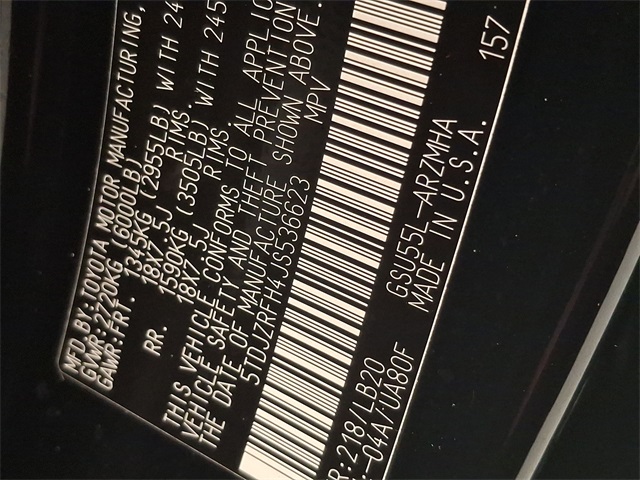 MFD BY:TOYOTA MOTOR MANUFACTURING,
GVWR:2720KG (6000LB)
GAWR:FRT. 1345KG (2955LB) WITH 24
18X7.5J RIMS.
RR. 1590KG (3505LB) WITH 245
18X7.5J RIMS.
THIS VEHICLE CONFORMS TO ALL APPLIC
VEHICLE SAFETY AND THEFT PREVENTION
THE DATE OF MANUFACTURE SHOWN ABOVE.
5TDJZRFH4JS536623 MPV
R:218/LB20 GSU55L-ARZMHA
:-04A/UA80F MADE IN U.S.A. 157